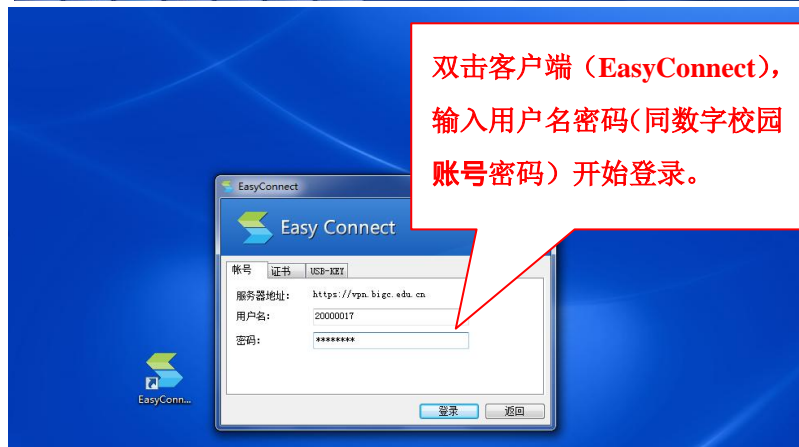 双击客户端（EasyConnect），
输入用户名密码（同数字校园
账号密码）开始登录。
EasyConnect
Easy Connect
帐号 证书 USB-KEY
服务器地址： https://vpn.bigc.edu.cn
用户名： 20000017
密码： ********
EasyConn...
登录 返回